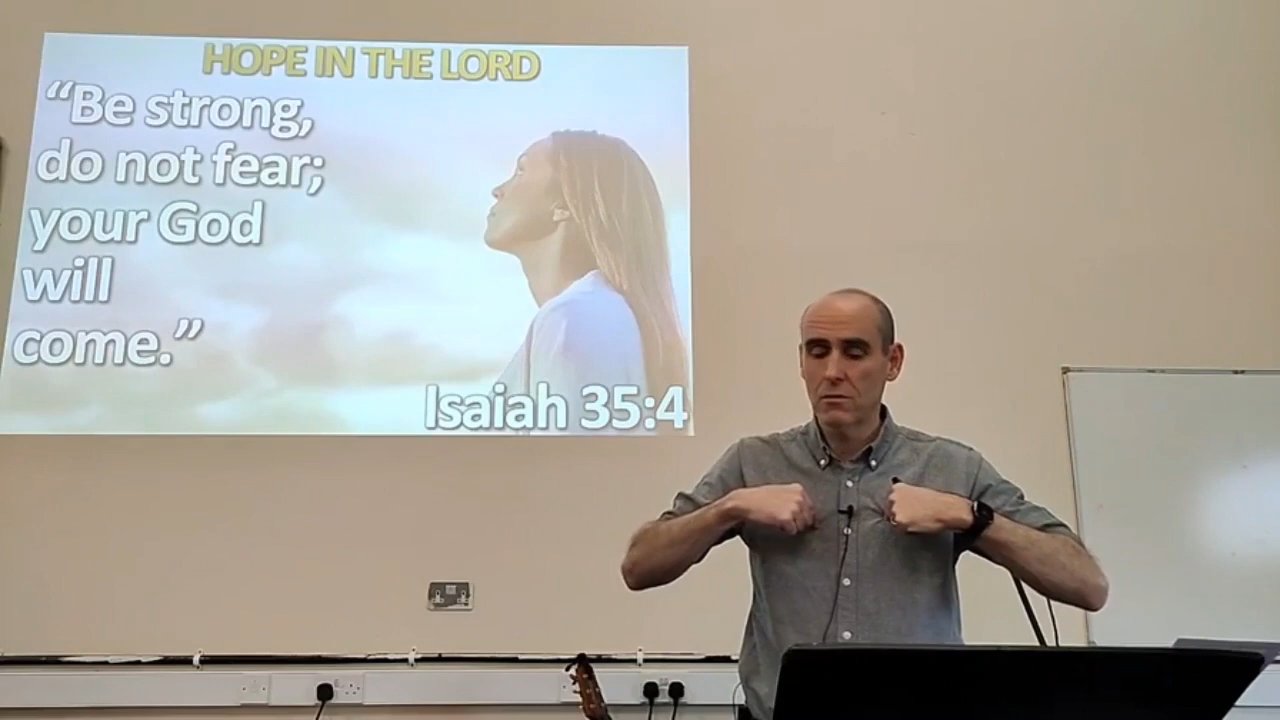 HOPE IN THE LORD
“Be strong,
do not fear;
your God
will
come.”
Isaiah 35:4